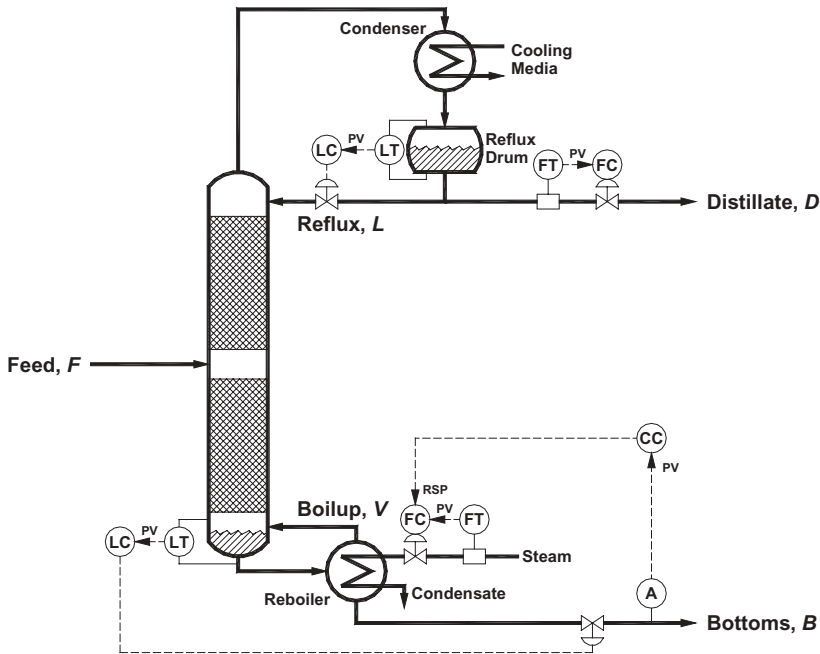 Condenser
Cooling
Media
LC
PV
LT
Reflux
Drum
FT
PV
FC
Reflux, L
Distillate, D
Feed, F
CC
PV
RSP
Boilup, V
FC
PV
FT
LC
PV
LT
Steam
Reboiler
Condensate
A
Bottoms, B